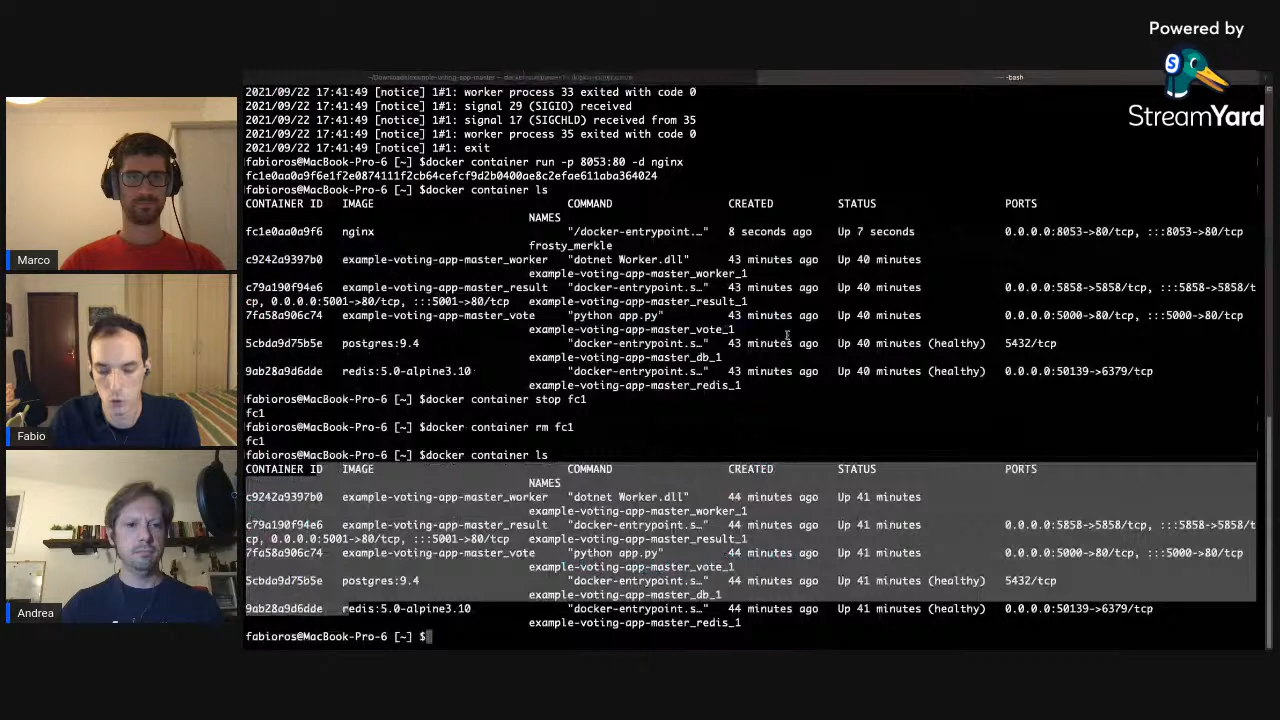 Powered by
StreamYard
-bash
2021/09/22 17:41:49 [notice] 1#1: worker process 33 exited with code 0
2021/09/22 17:41:49 [notice] 1#1: signal 29 (SIGIO) received
2021/09/22 17:41:49 [notice] 1#1: signal 17 (SIGCHLD) received from 35
2021/09/22 17:41:49 [notice] 1#1: worker process 35 exited with code 0
2021/09/22 17:41:49 [notice] 1#1: exit
fabioros@MacBook-Pro-6 [~] $docker container run -p 8053:80 -d nginx
fc1e0aa0a9f6e1f2e0874111f2cb64cefcf9d2b0400ae8c2efae611aba364024
fabioros@MacBook-Pro-6 [~] $docker container ls
CONTAINER ID IMAGE COMMAND CREATED STATUS PORTS
NAMES
fc1e0aa0a9f6 nginx "/docker-entrypoint.…" 8 seconds ago Up 7 seconds 0.0.0.0:8053->80/tcp, :::8053->80/tcp
frosty_merkle
c9242a9397b0 example-voting-app-master_worker "dotnet Worker.dll" 43 minutes ago Up 40 minutes
example-voting-app-master_worker_1
c79a190f94e6 example-voting-app-master_result "docker-entrypoint.s…" 43 minutes ago Up 40 minutes 0.0.0.0:5858->5858/tcp, :::5858->5858/t
cp, 0.0.0.0:5001->80/tcp, :::5001->80/tcp example-voting-app-master_result_1
7fa58a906c74 example-voting-app-master_vote "python app.py" 43 minutes ago Up 40 minutes 0.0.0.0:5000->80/tcp, :::5000->80/tcp
example-voting-app-master_vote_1
5cbda9d75b5e postgres:9.4 "docker-entrypoint.s…" 43 minutes ago Up 40 minutes (healthy) 5432/tcp
example-voting-app-master_db_1
9ab28a9d6dde redis:5.0-alpine3.10 "docker-entrypoint.s…" 43 minutes ago Up 40 minutes (healthy) 0.0.0.0:50139->6379/tcp
example-voting-app-master_redis_1
fabioros@MacBook-Pro-6 [~] $docker container stop fc1
fc1
fabioros@MacBook-Pro-6 [~] $docker container rm fc1
fc1
fabioros@MacBook-Pro-6 [~] $docker container ls
CONTAINER ID IMAGE COMMAND CREATED STATUS PORTS
NAMES
c9242a9397b0 example-voting-app-master_worker "dotnet Worker.dll" 44 minutes ago Up 41 minutes
example-voting-app-master_worker_1
c79a190f94e6 example-voting-app-master_result "docker-entrypoint.s…" 44 minutes ago Up 41 minutes 0.0.0.0:5858->5858/tcp, :::5858->5858/t
cp, 0.0.0.0:5001->80/tcp, :::5001->80/tcp example-voting-app-master_result_1
7fa58a906c74 example-voting-app-master_vote "python app.py" 44 minutes ago Up 41 minutes 0.0.0.0:5000->80/tcp, :::5000->80/tcp
example-voting-app-master_vote_1
5cbda9d75b5e postgres:9.4 "docker-entrypoint.s…" 44 minutes ago Up 41 minutes (healthy) 5432/tcp
example-voting-app-master_db_1
9ab28a9d6dde redis:5.0-alpine3.10 "docker-entrypoint.s…" 44 minutes ago Up 41 minutes (healthy) 0.0.0.0:50139->6379/tcp
example-voting-app-master_redis_1
fabioros@MacBook-Pro-6 [~] $
Marco
Fabio
Andrea